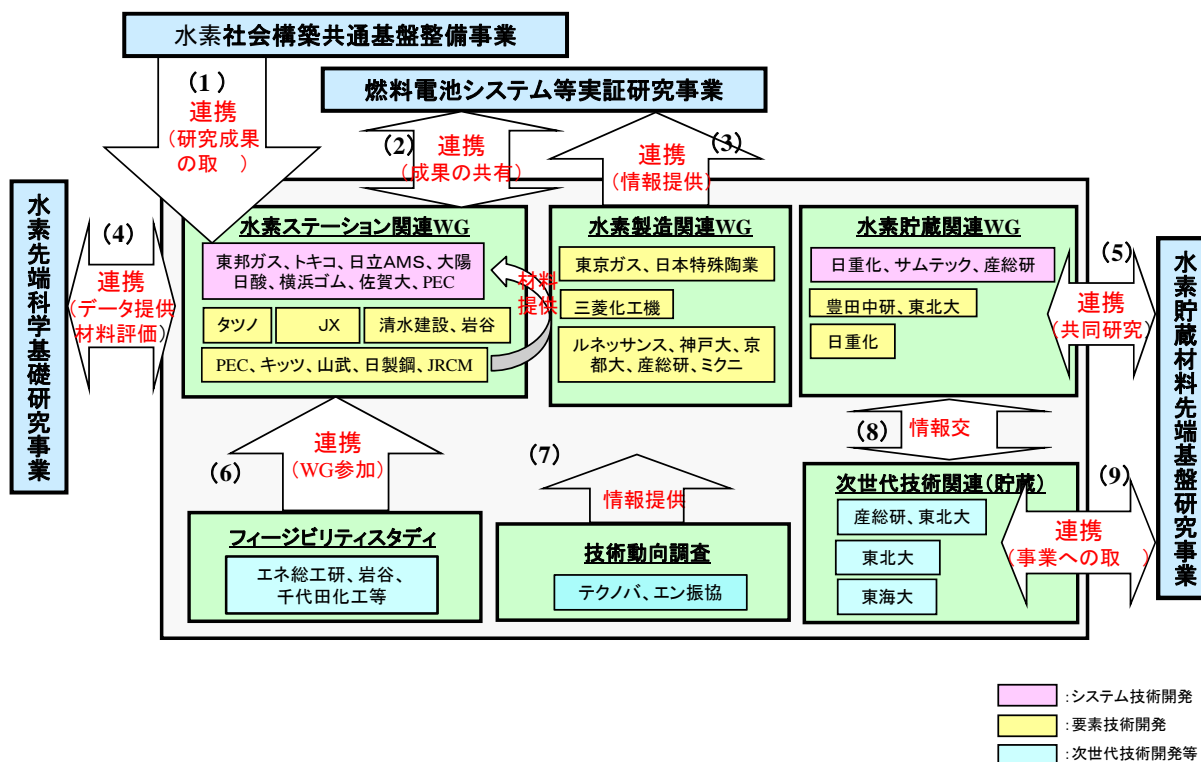 水素社会構築共通基盤整備事業
(1)
連携
(研究成果
の取　)
燃料電池システム等実証研究事業
(2)
連携
(成果の共有)
(3)
連携
(情報提供)
水素先端科学基礎研究事業
(4)
連携
(データ提供
材料評価)
水素ステーション関連WG
東邦ガス、トキコ、日立AMS、大陽
日酸、横浜ゴム、佐賀大、PEC
タツノ
JX
清水建設、岩谷
PEC、キッツ、山武、日製鋼、JRCM
材料
提供
水素製造関連WG
東京ガス、日本特殊陶業
三菱化工機
ルネッサンス、神戸大、京
都大、産総研、ミクニ
水素貯蔵関連WG
日重化、サムテック、産総研
豊田中研、東北大
日重化
(5)
連携
(共同研究)
水素貯蔵材料先端基盤研究事業
(6)
連携
(WG参加)
(7)
情報提供
(8)
情報交
フィージビリティスタディ
エネ総工研、岩谷、
千代田化工等
技術動向調査
テクノバ、エン振協
次世代技術関連(貯蔵)
産総研、東北大
東北大
東海大
(9)
連携
(事業への取　)
:システム技術開発
:要素技術開発
:次世代技術開発等